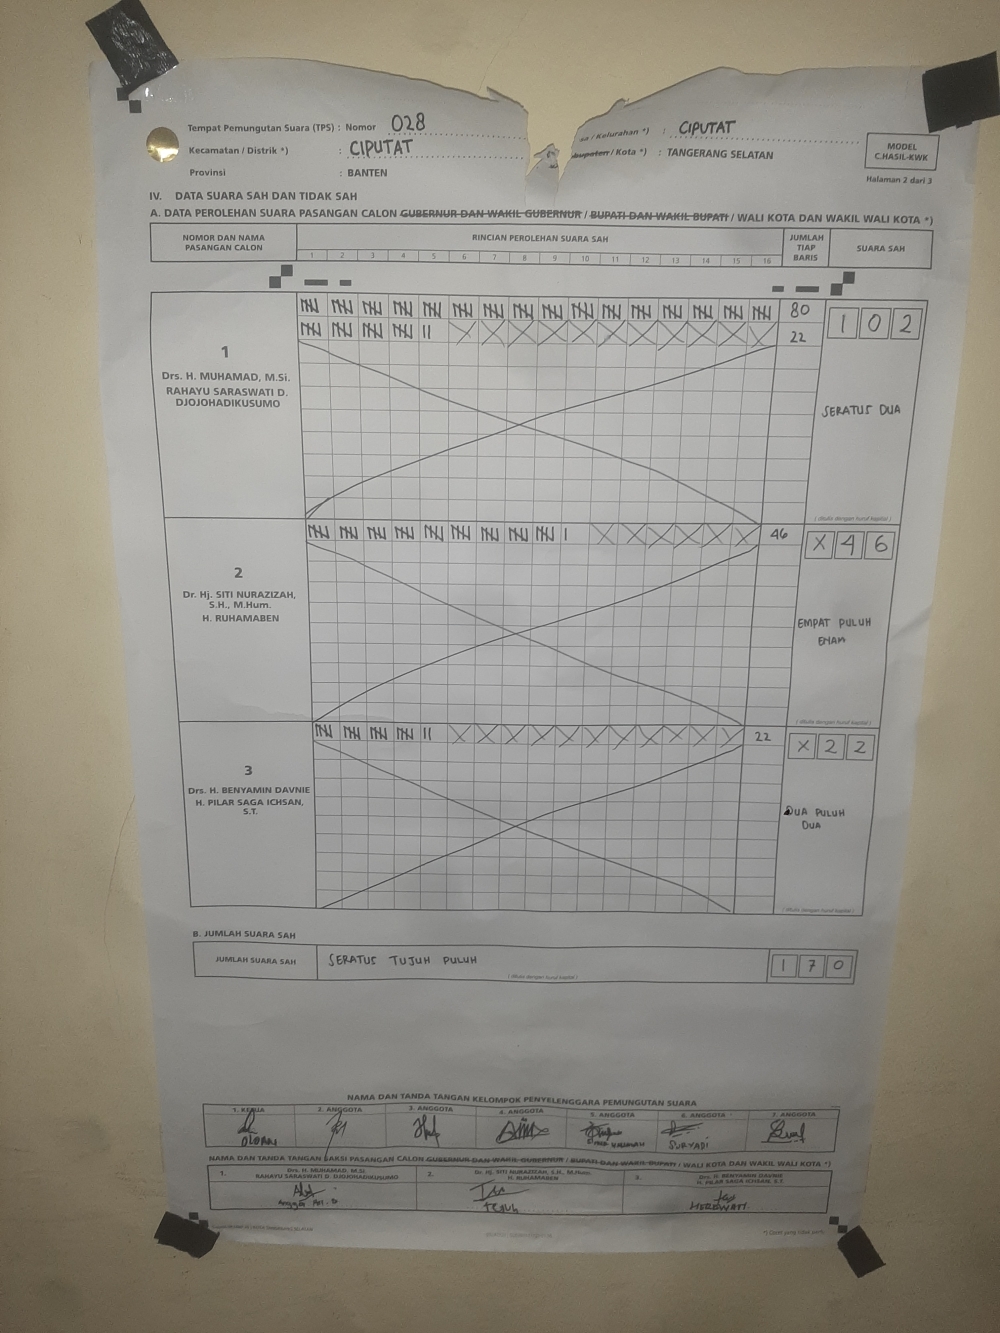 Tempat Pemungutan Suara (TPS) : Nomor 028
/ Kelurahan *) : CIPUTAT
Kecamatan / Distrik *) : CIPUTAT
Kabupaten / Kota *) : TANGERANG SELATAN
Provinsi : BANTEN
MODEL
C.HASIL-KWK
Halaman 2 dari 3
IV. DATA SUARA SAH DAN TIDAK SAH
A. DATA PEROLEHAN SUARA PASANGAN CALON GUBERNUR DAN WAKIL GUBERNUR / BUPATI DAN WAKIL BUPATI / WALI KOTA DAN WAKIL WALI KOTA *)
NOMOR DAN NAMA
PASANGAN CALON
RINCIAN PEROLEHAN SUARA SAH
1 2 3 4 5 6 7 8 9 10 11 12 13 14 15 16
JUMLAH
TIAP
BARIS
SUARA SAH
1
Drs. H. MUHAMAD, M.Si.
RAHAYU SARASWATI D.
DJOJOHADIKUSUMO
80
22
1 0 2
SERATUS DUA
( ditulis dengan huruf kapital )
2
Dr. Hj. SITI NURAZIZAH,
S.H., M.Hum.
H. RUHAMABEN
46
X 4 6
EMPAT PULUH
ENAM
( ditulis dengan huruf kapital )
3
Drs. H. BENYAMIN DAVNIE
H. PILAR SAGA ICHSAN,
S.T.
22
X 2 2
DUA PULUH
DUA
( ditulis dengan huruf kapital )
B. JUMLAH SUARA SAH
JUMLAH SUARA SAH
SERATUS TUJUH PULUH
( ditulis dengan huruf kapital )
1 7 0
NAMA DAN TANDA TANGAN KELOMPOK PENYELENGGARA PEMUNGUTAN SUARA
1. KETUA 2. ANGGOTA 3. ANGGOTA 4. ANGGOTA 5. ANGGOTA 6. ANGGOTA 7. ANGGOTA
SURYADI
NAMA DAN TANDA TANGAN SAKSI PASANGAN CALON GUBERNUR DAN WAKIL GUBERNUR / BUPATI DAN WAKIL BUPATI / WALI KOTA DAN WAKIL WALI KOTA *)
1. Drs. H. MUHAMAD, M.Si.
RAHAYU SARASWATI D. DJOJOHADIKUSUMO
2. Dr. Hj. SITI NURAZIZAH, S.H., M.Hum.
H. RUHAMABEN
3. Drs. H. BENYAMIN DAVNIE
H. PILAR SAGA ICHSAN, S.T.
HERAWATI